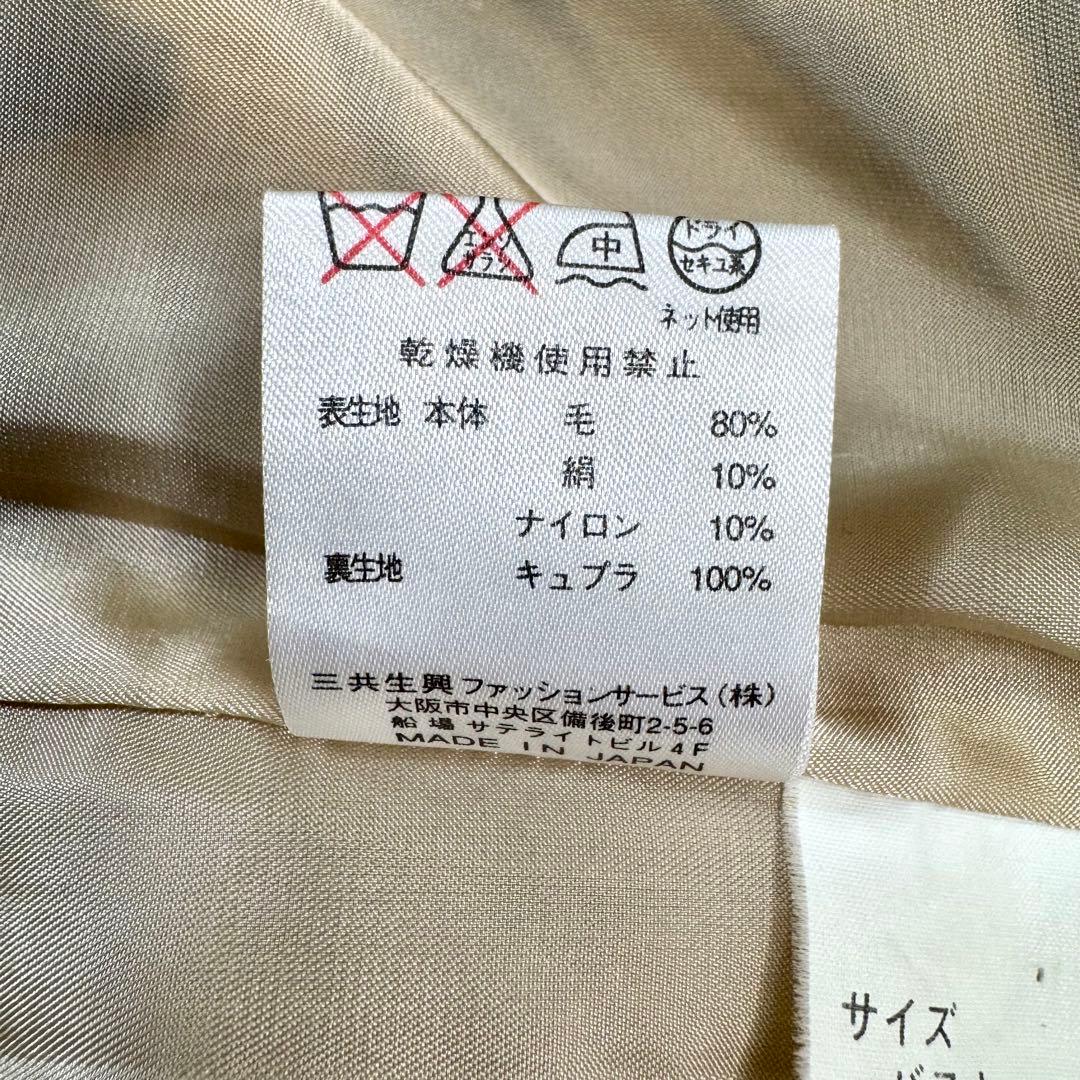 エンソ サラシ
中
ドライ
セキユ系
ネット使用
乾燥機使用禁止
表生地 本体 毛 80%
絹 10%
ナイロン 10%
裏生地 キュプラ 100%
三共生興ファッションサービス(株)
大阪市中央区備後町2-5-6
船場サテライトビル4F
MADE IN JAPAN
サイズ